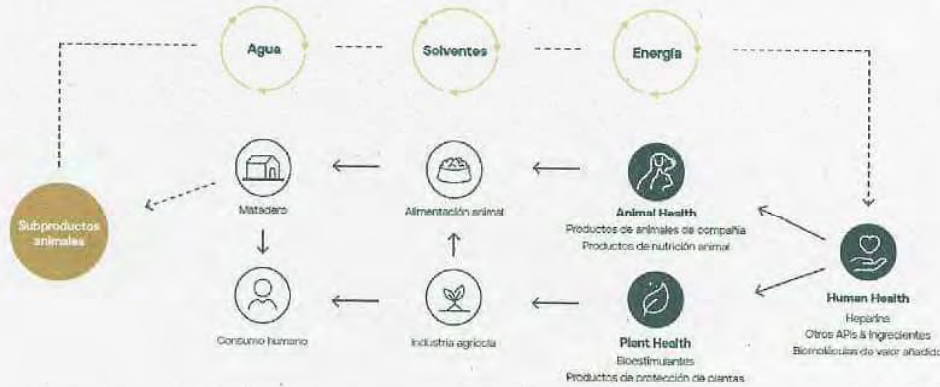 Agua
Solventes
Energía
Subproductos
animales
Matadero
Alimentación animal
Animal Health
Productos de animales de compañía
Productos de nutrición animal
Human Health
Heparina
Otros APIs & Ingredientes
Biomoléculas de valor añadido
Consumo humano
Industria agrícola
Plant Health
Bioestimulantes
Productos de protección de plantas